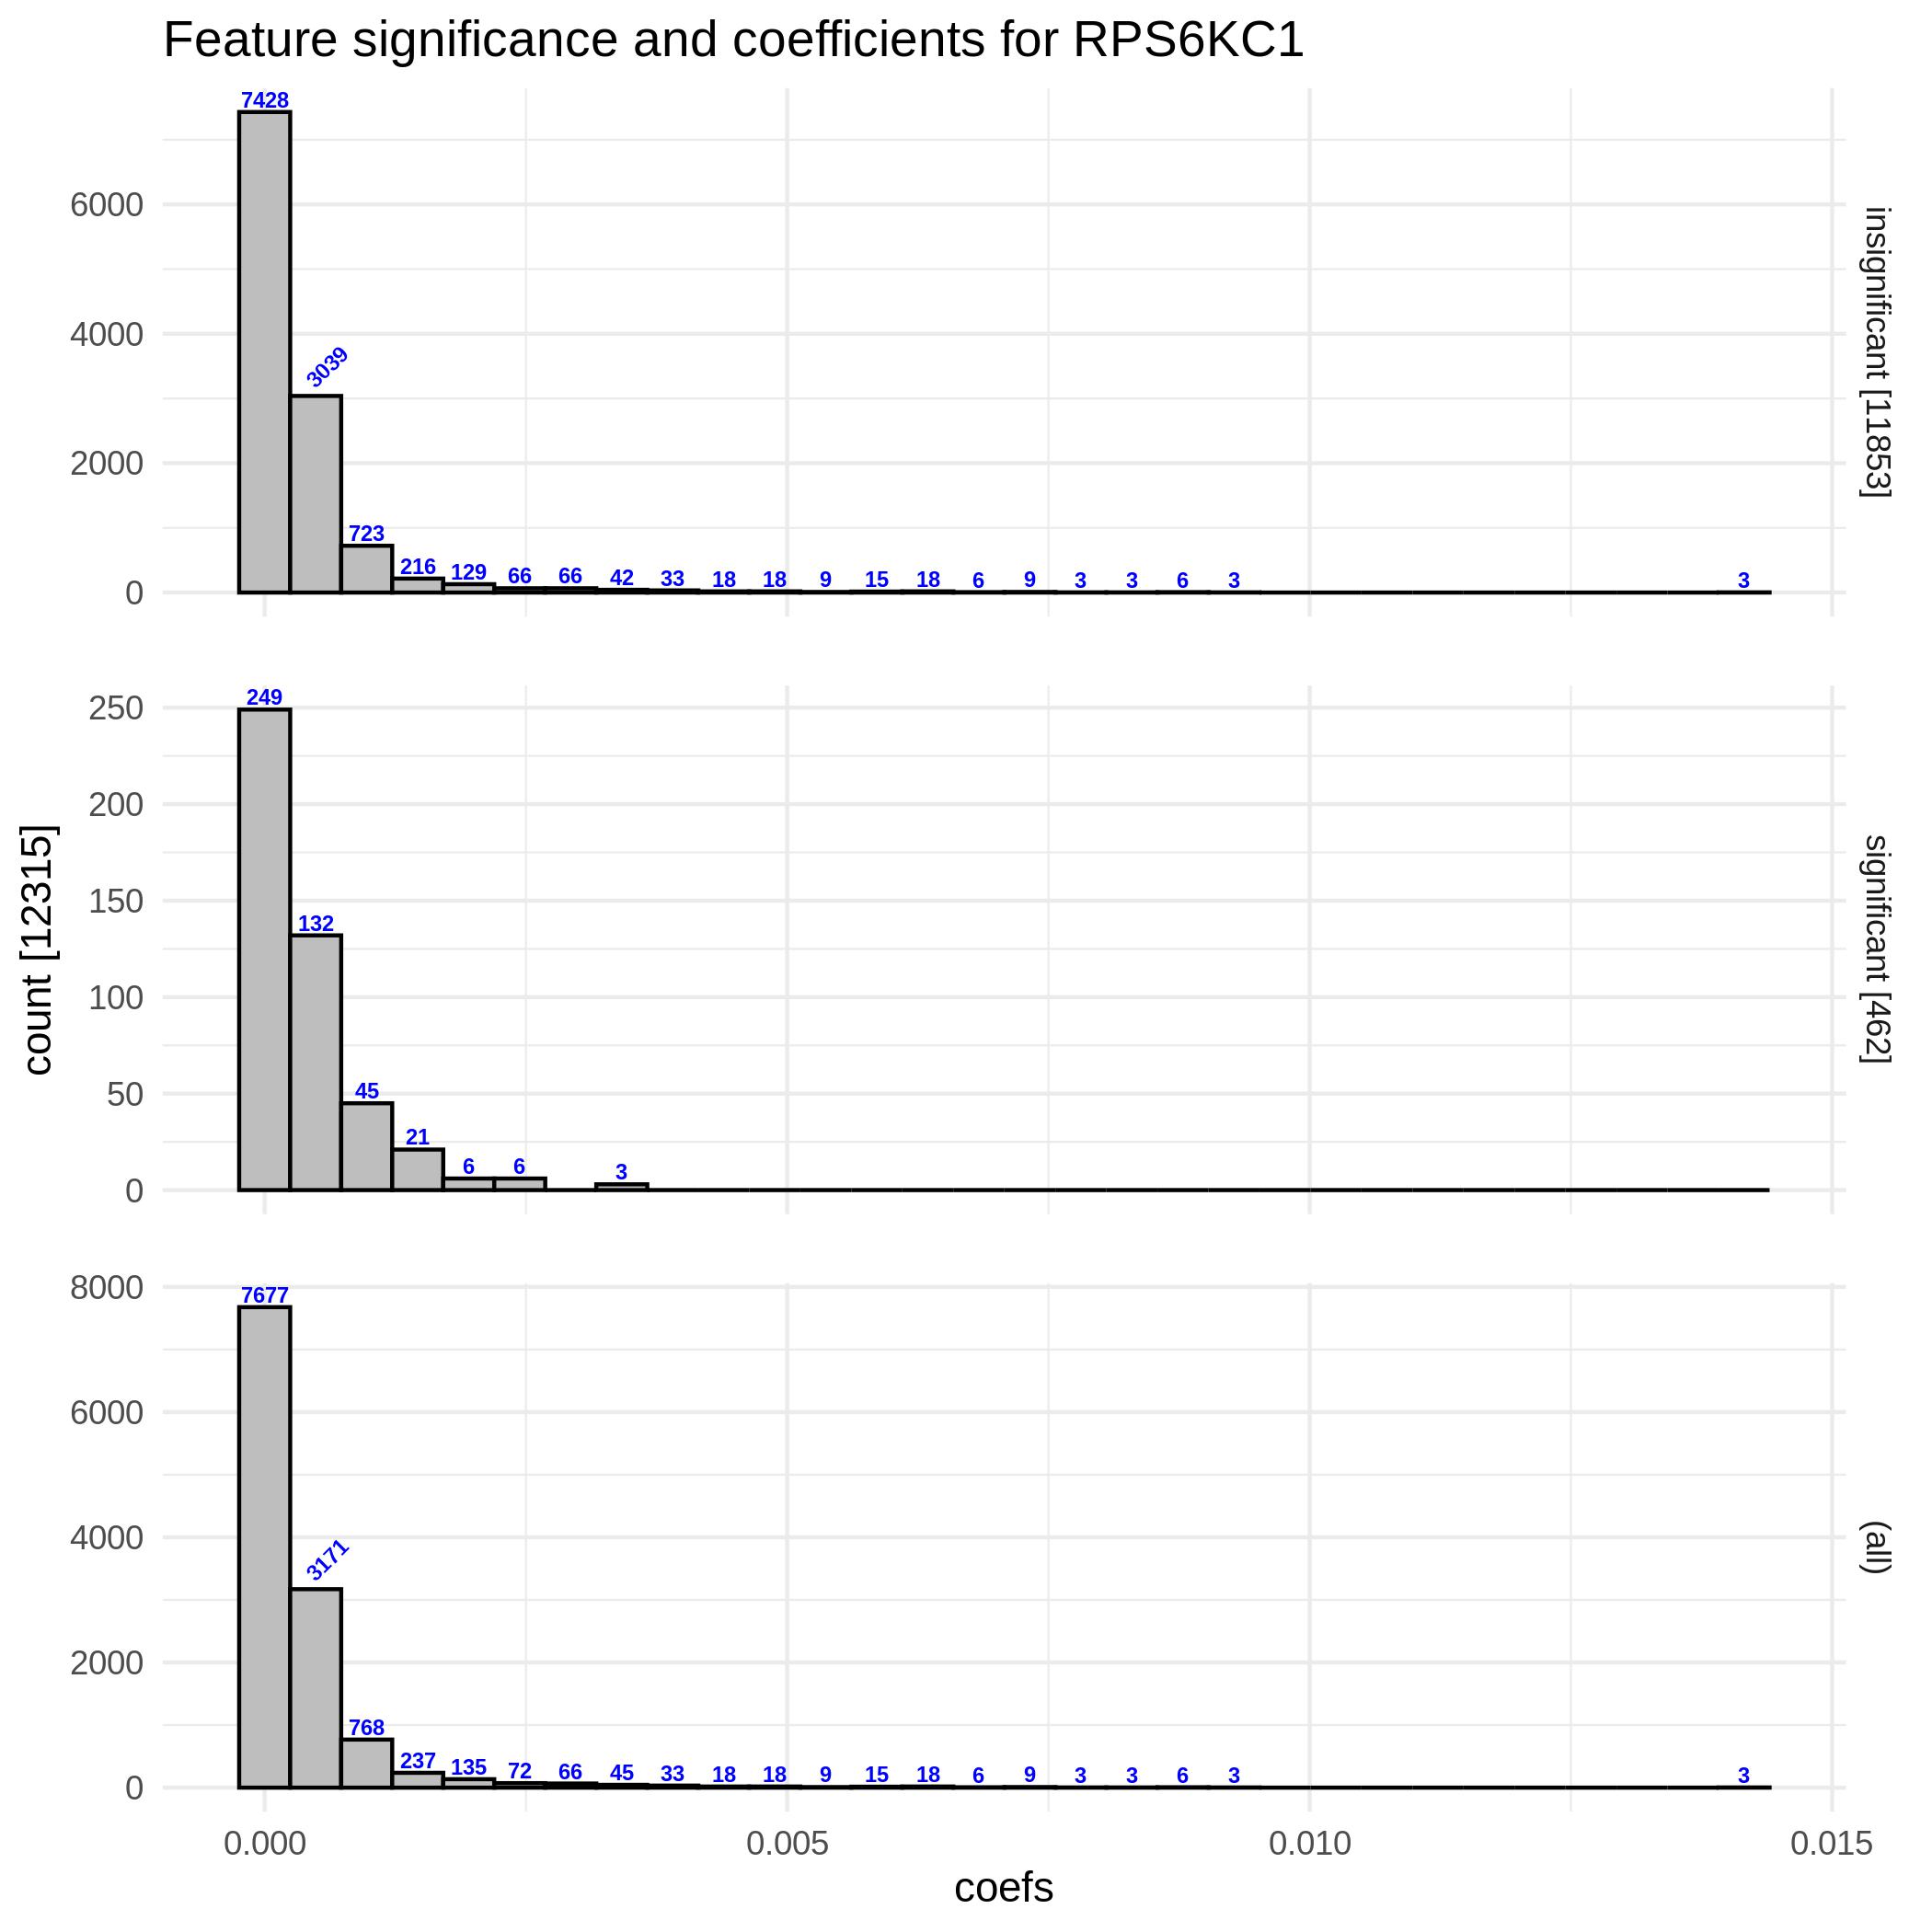 Feature significance and coefficients for RPS6KC1
7428
6000
4000
3039
2000
723
216 129 66 66 42 33 18 18 9 15 18 6 9 3 3 6 3 3
0
insignificant [11853]
249
250
200
150
132
100
50
45
21
6 6 3
0
significant [462]
count [12315]
8000
7677
6000
4000
3171
2000
768
237 135 72 66 45 33 18 18 9 15 18 6 9 3 3 6 3 3
0
(all)
0.000 0.005 0.010 0.015
coefs